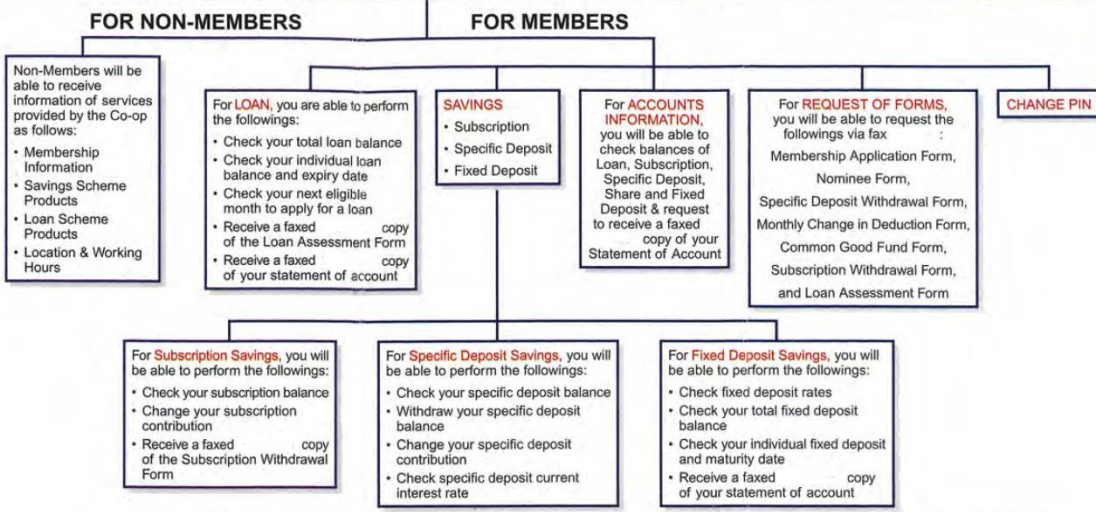 FOR NON-MEMBERS
FOR MEMBERS
Non-Members will be
able to receive
information of services
provided by the Co-op
as follows:
• Membership
Information
• Savings Scheme
Products
• Loan Scheme
Products
• Location & Working
Hours
For LOAN, you are able to perform
the followings:
• Check your total loan balance
• Check your individual loan
balance and expiry date
• Check your next eligible
month to apply for a loan
• Receive a faxed copy
of the Loan Assessment Form
• Receive a faxed copy
of your statement of account
SAVINGS
• Subscription
• Specific Deposit
• Fixed Deposit
For ACCOUNTS
INFORMATION,
you will be able to
check balances of
Loan, Subscription,
Specific Deposit,
Share and Fixed
Deposit & request
to receive a faxed
copy of your
Statement of Account
For REQUEST OF FORMS,
you will be able to request the
followings via fax :
Membership Application Form,
Nominee Form,
Specific Deposit Withdrawal Form,
Monthly Change in Deduction Form,
Common Good Fund Form,
Subscription Withdrawal Form,
and Loan Assessment Form
CHANGE PIN
For Subscription Savings, you will
be able to perform the followings:
• Check your subscription balance
• Change your subscription
contribution
• Receive a faxed copy
of the Subscription Withdrawal
Form
For Specific Deposit Savings, you will
be able to perform the followings:
• Check your specific deposit balance
• Withdraw your specific deposit
balance
• Change your specific deposit
contribution
• Check specific deposit current
interest rate
For Fixed Deposit Savings, you will
be able to perform the followings:
• Check fixed deposit rates
• Check your total fixed deposit
balance
• Check your individual fixed deposit
and maturity date
• Receive a faxed copy
of your statement of account